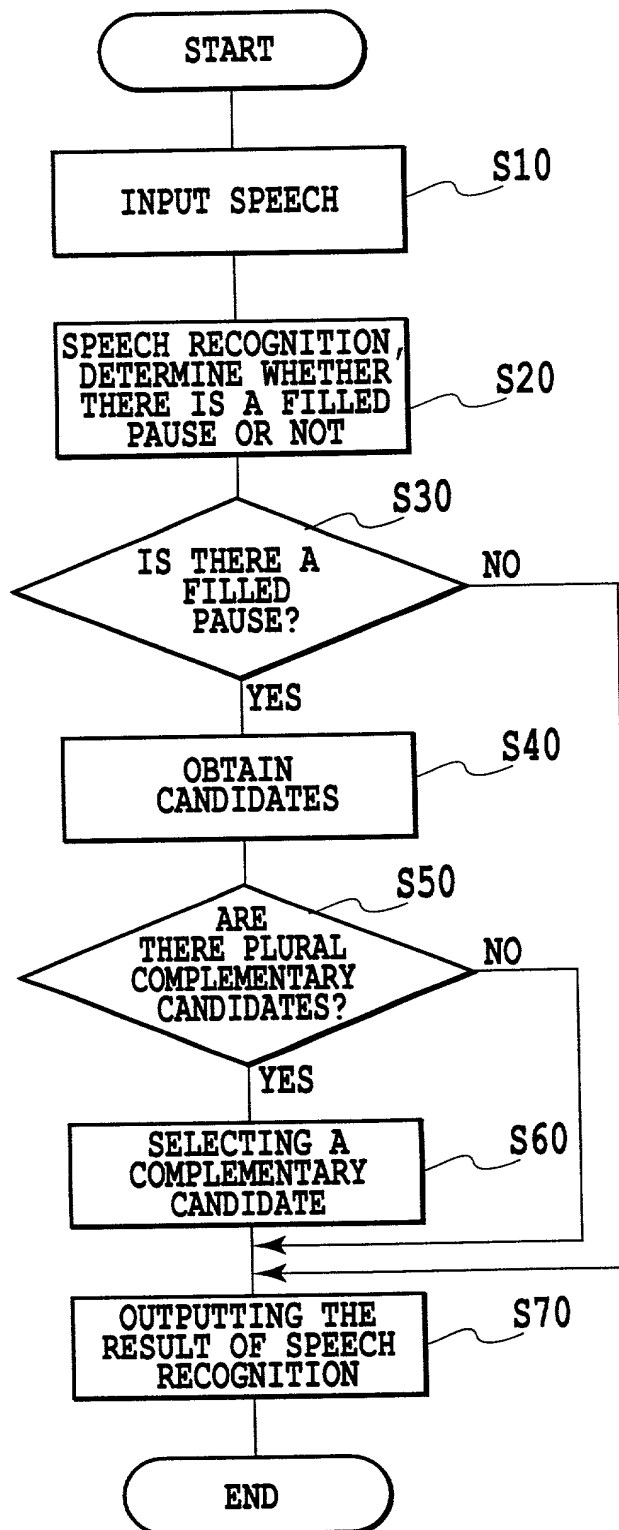 START
S10
INPUT SPEECH
SPEECH RECOGNITION,
DETERMINE WHETHER
THERE IS A FILLED
PAUSE OR NOT
S20
S30
IS THERE A
FILLED
PAUSE?
NO
YES
S40
OBTAIN
CANDIDATES
S50
ARE
THERE PLURAL
COMPLEMENTARY
CANDIDATES?
NO
YES
SELECTING A
COMPLEMENTARY
CANDIDATE
S60
OUTPUTTING THE
RESULT OF SPEECH
RECOGNITION
S70
END